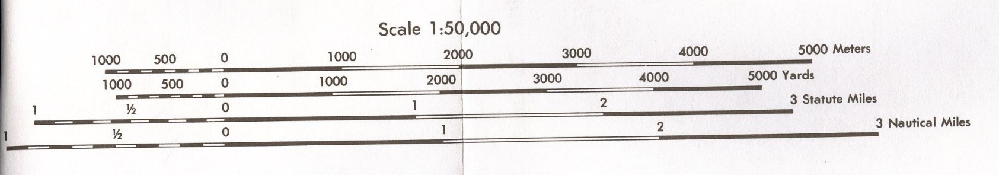 Scale 1:50,000
1000 500 0 1000 2000 3000 4000 5000 Meters
1000 500 0 1000 2000 3000 4000 5000 Yards
1 ½ 0 1 2 3 Statute Miles
1 ½ 0 1 2 3 Nautical Miles